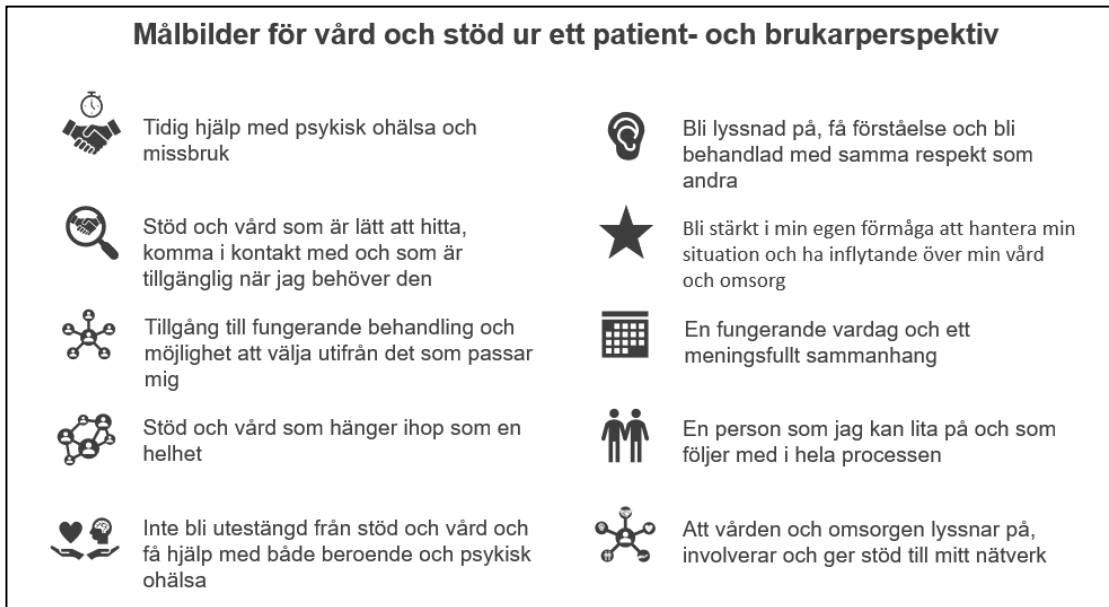 Målbilder för vård och stöd ur ett patient- och brukarperspektiv
Tidig hjälp med psykisk ohälsa och
missbruk
Stöd och vård som är lätt att hitta,
komma i kontakt med och som är
tillgänglig när jag behöver den
Tillgång till fungerande behandling och
möjlighet att välja utifrån det som passar
mig
Stöd och vård som hänger ihop som en
helhet
Inte bli utestängd från stöd och vård och
få hjälp med både beroende och psykisk
ohälsa
Bli lyssnad på, få förståelse och bli
behandlad med samma respekt som
andra
Bli stärkt i min egen förmåga att hantera min
situation och ha inflytande över min vård
och omsorg
En fungerande vardag och ett
meningsfullt sammanhang
En person som jag kan lita på och som
följer med i hela processen
Att vården och omsorgen lyssnar på,
involverar och ger stöd till mitt nätverk